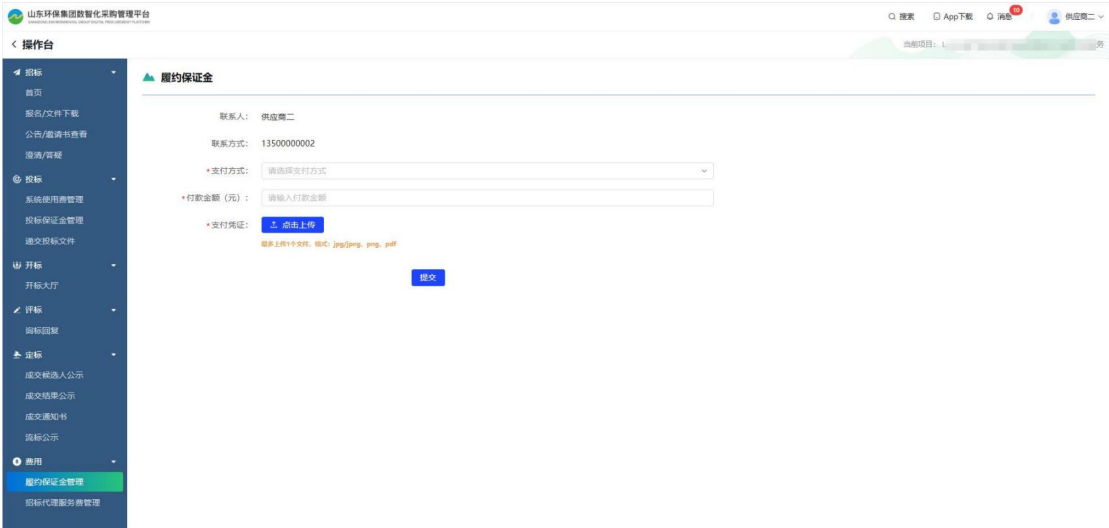 山东环保集团数智化采购管理平台
搜索
App下载
消息
10
供应商二
操作台
当前项目：
务
招标
首页
报名/文件下载
公告/邀请书查看
澄清/答疑
投标
系统使用费管理
投标保证金管理
递交投标文件
开标
开标大厅
评标
询标回复
定标
成交候选人公示
成交结果公示
成交通知书
流标公示
费用
履约保证金管理
招标代理服务费管理
履约保证金
联系人： 供应商二
联系方式： 13500000002
*支付方式： 请选择支付方式
*付款金额（元）： 请输入付款金额
*支付凭证： 点击上传
最多上传1个文件，格式：jpg/jpeg、png、pdf
提交